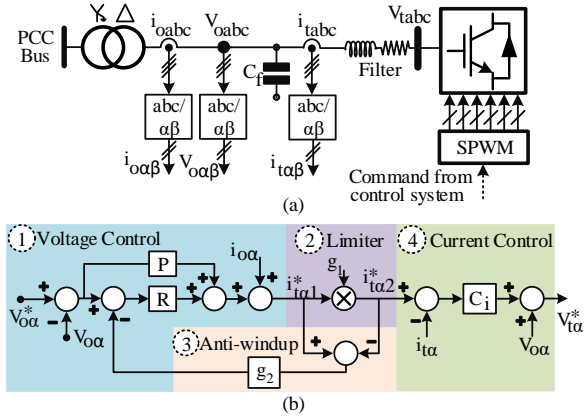 PCC
Bus
Y Δ
i_oabc
V_oabc
i_tabc
V_tabc
C_f
Filter
abc/
αβ
abc/
αβ
abc/
αβ
i_oαβ
V_oαβ
i_tαβ
SPWM
Command from
control system
(a)
1 Voltage Control
2 Limiter
4 Current Control
P
i_oα
g_1
+ + + + + + + + + +
R
i*_tα1
i*_tα2
C_i
V*_oα
V_oα
i_tα
V_oα
V*_tα
3 Anti-windup
+ -
g_2
(b)